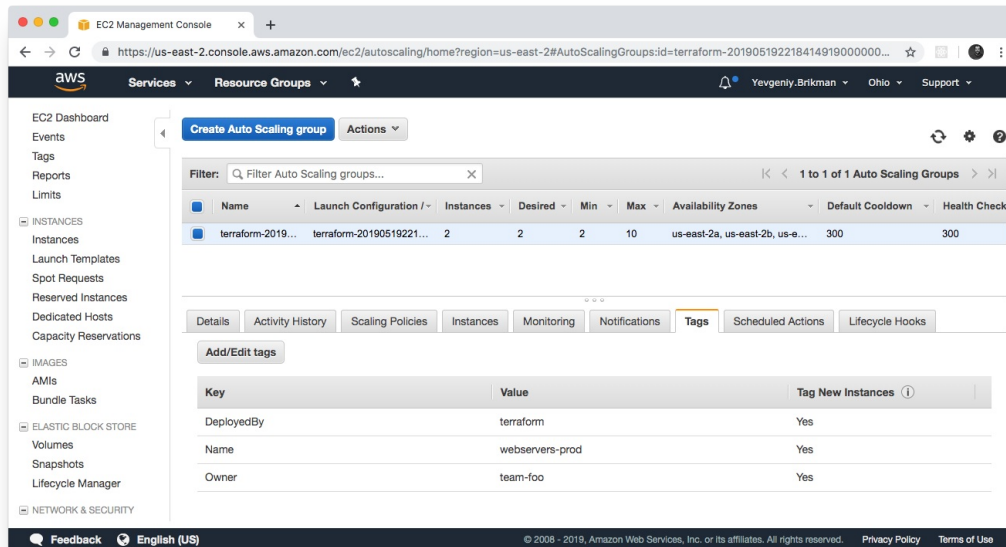 EC2 Management Console
https://us-east-2.console.aws.amazon.com/ec2/autoscaling/home?region=us-east-2#AutoScalingGroups:id=terraform-20190519221841491900000000...
aws Services Resource Groups Yevgeniy.Brikman Ohio Support
EC2 Dashboard
Events
Tags
Reports
Limits
INSTANCES
Instances
Launch Templates
Spot Requests
Reserved Instances
Dedicated Hosts
Capacity Reservations
IMAGES
AMIs
Bundle Tasks
ELASTIC BLOCK STORE
Volumes
Snapshots
Lifecycle Manager
NETWORK & SECURITY
Create Auto Scaling group Actions
Filter: Filter Auto Scaling groups... 1 to 1 of 1 Auto Scaling Groups
Name Launch Configuration / Instances Desired Min Max Availability Zones Default Cooldown Health Check
terraform-2019... terraform-20190519221... 2 2 2 10 us-east-2a, us-east-2b, us-e... 300 300
Details Activity History Scaling Policies Instances Monitoring Notifications Tags Scheduled Actions Lifecycle Hooks
Add/Edit tags
Key Value Tag New Instances
DeployedBy terraform Yes
Name webservers-prod Yes
Owner team-foo Yes
Feedback English (US) © 2008 - 2019, Amazon Web Services, Inc. or its affiliates. All rights reserved. Privacy Policy Terms of Use